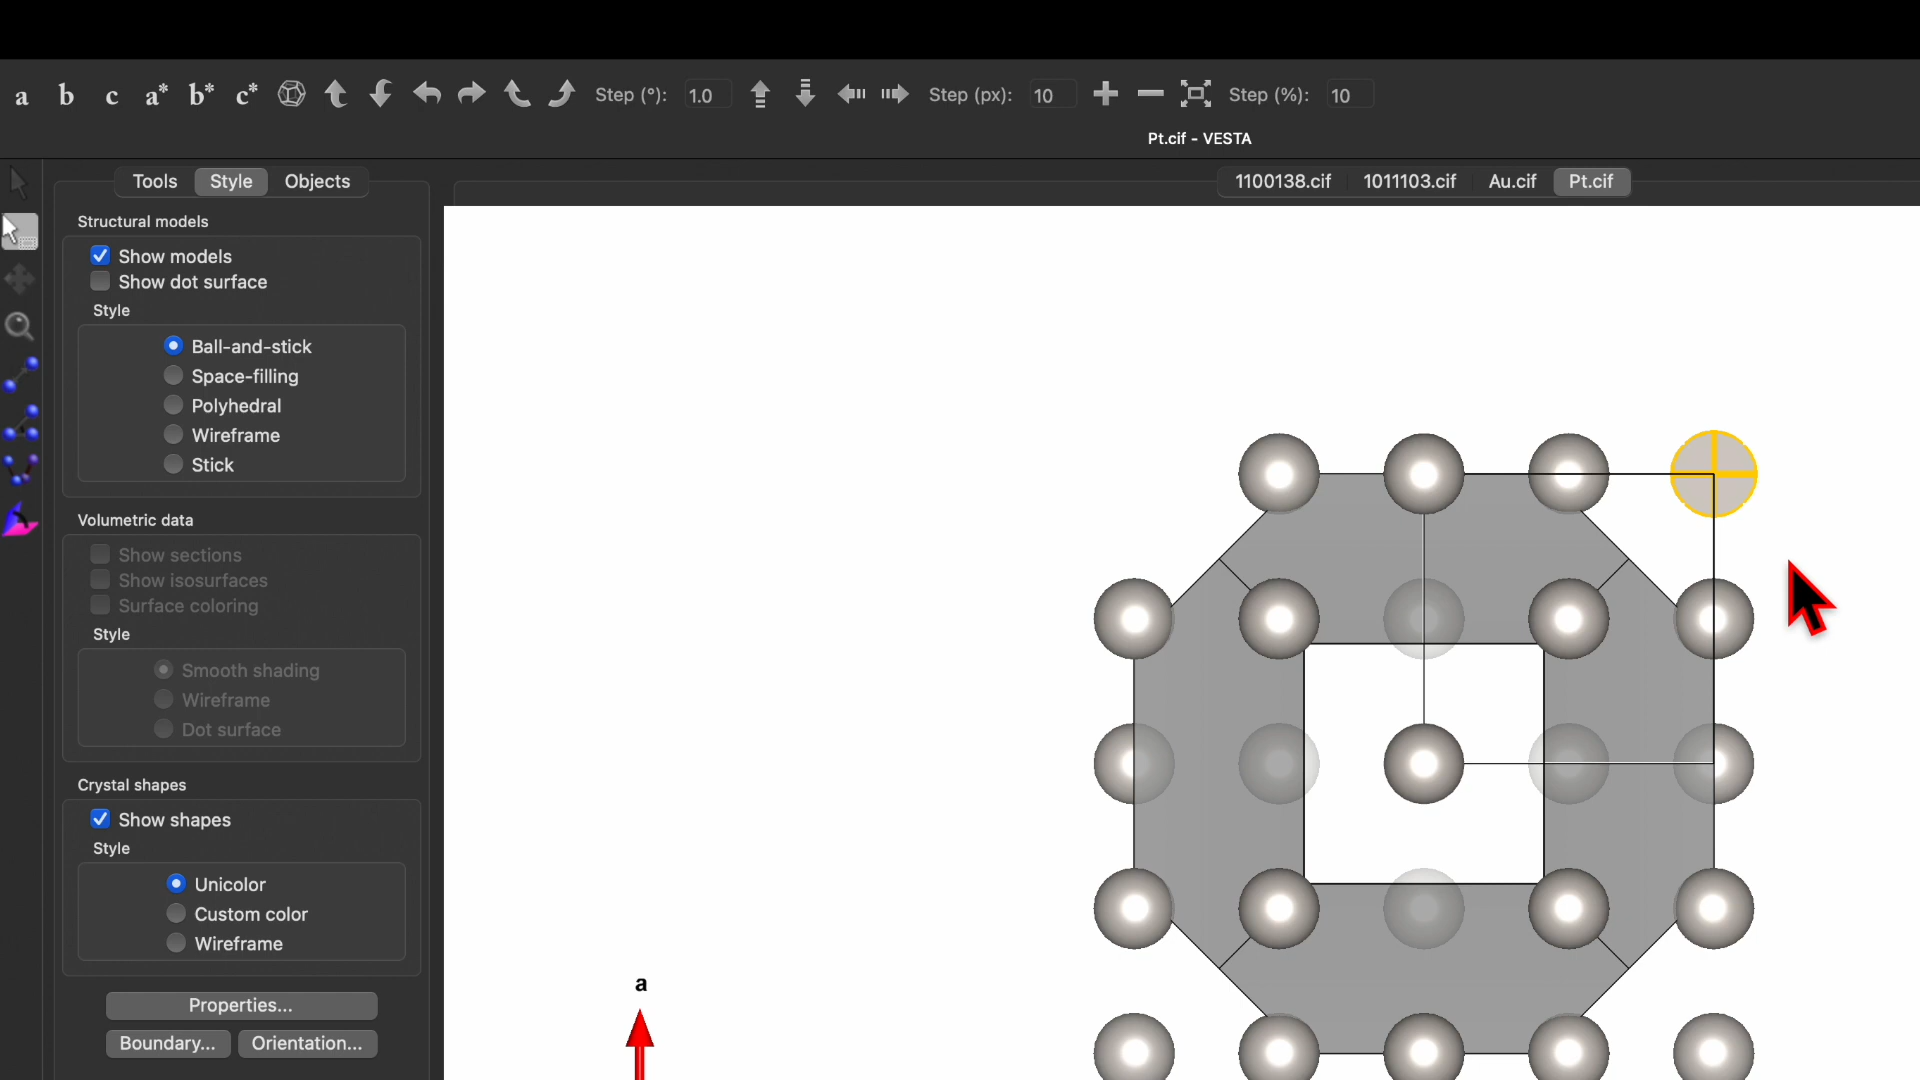 a b c a* b* c* Step (°): 1.0 Step (px): 10 Step (%): 10
Pt.cif - VESTA
Tools Style Objects
1100138.cif 1011103.cif Au.cif Pt.cif
Structural models
Show models
Show dot surface
Style
Ball-and-stick
Space-filling
Polyhedral
Wireframe
Stick
Volumetric data
Show sections
Show isosurfaces
Surface coloring
Style
Smooth shading
Wireframe
Dot surface
Crystal shapes
Show shapes
Style
Unicolor
Custom color
Wireframe
Properties...
Boundary... Orientation...
a